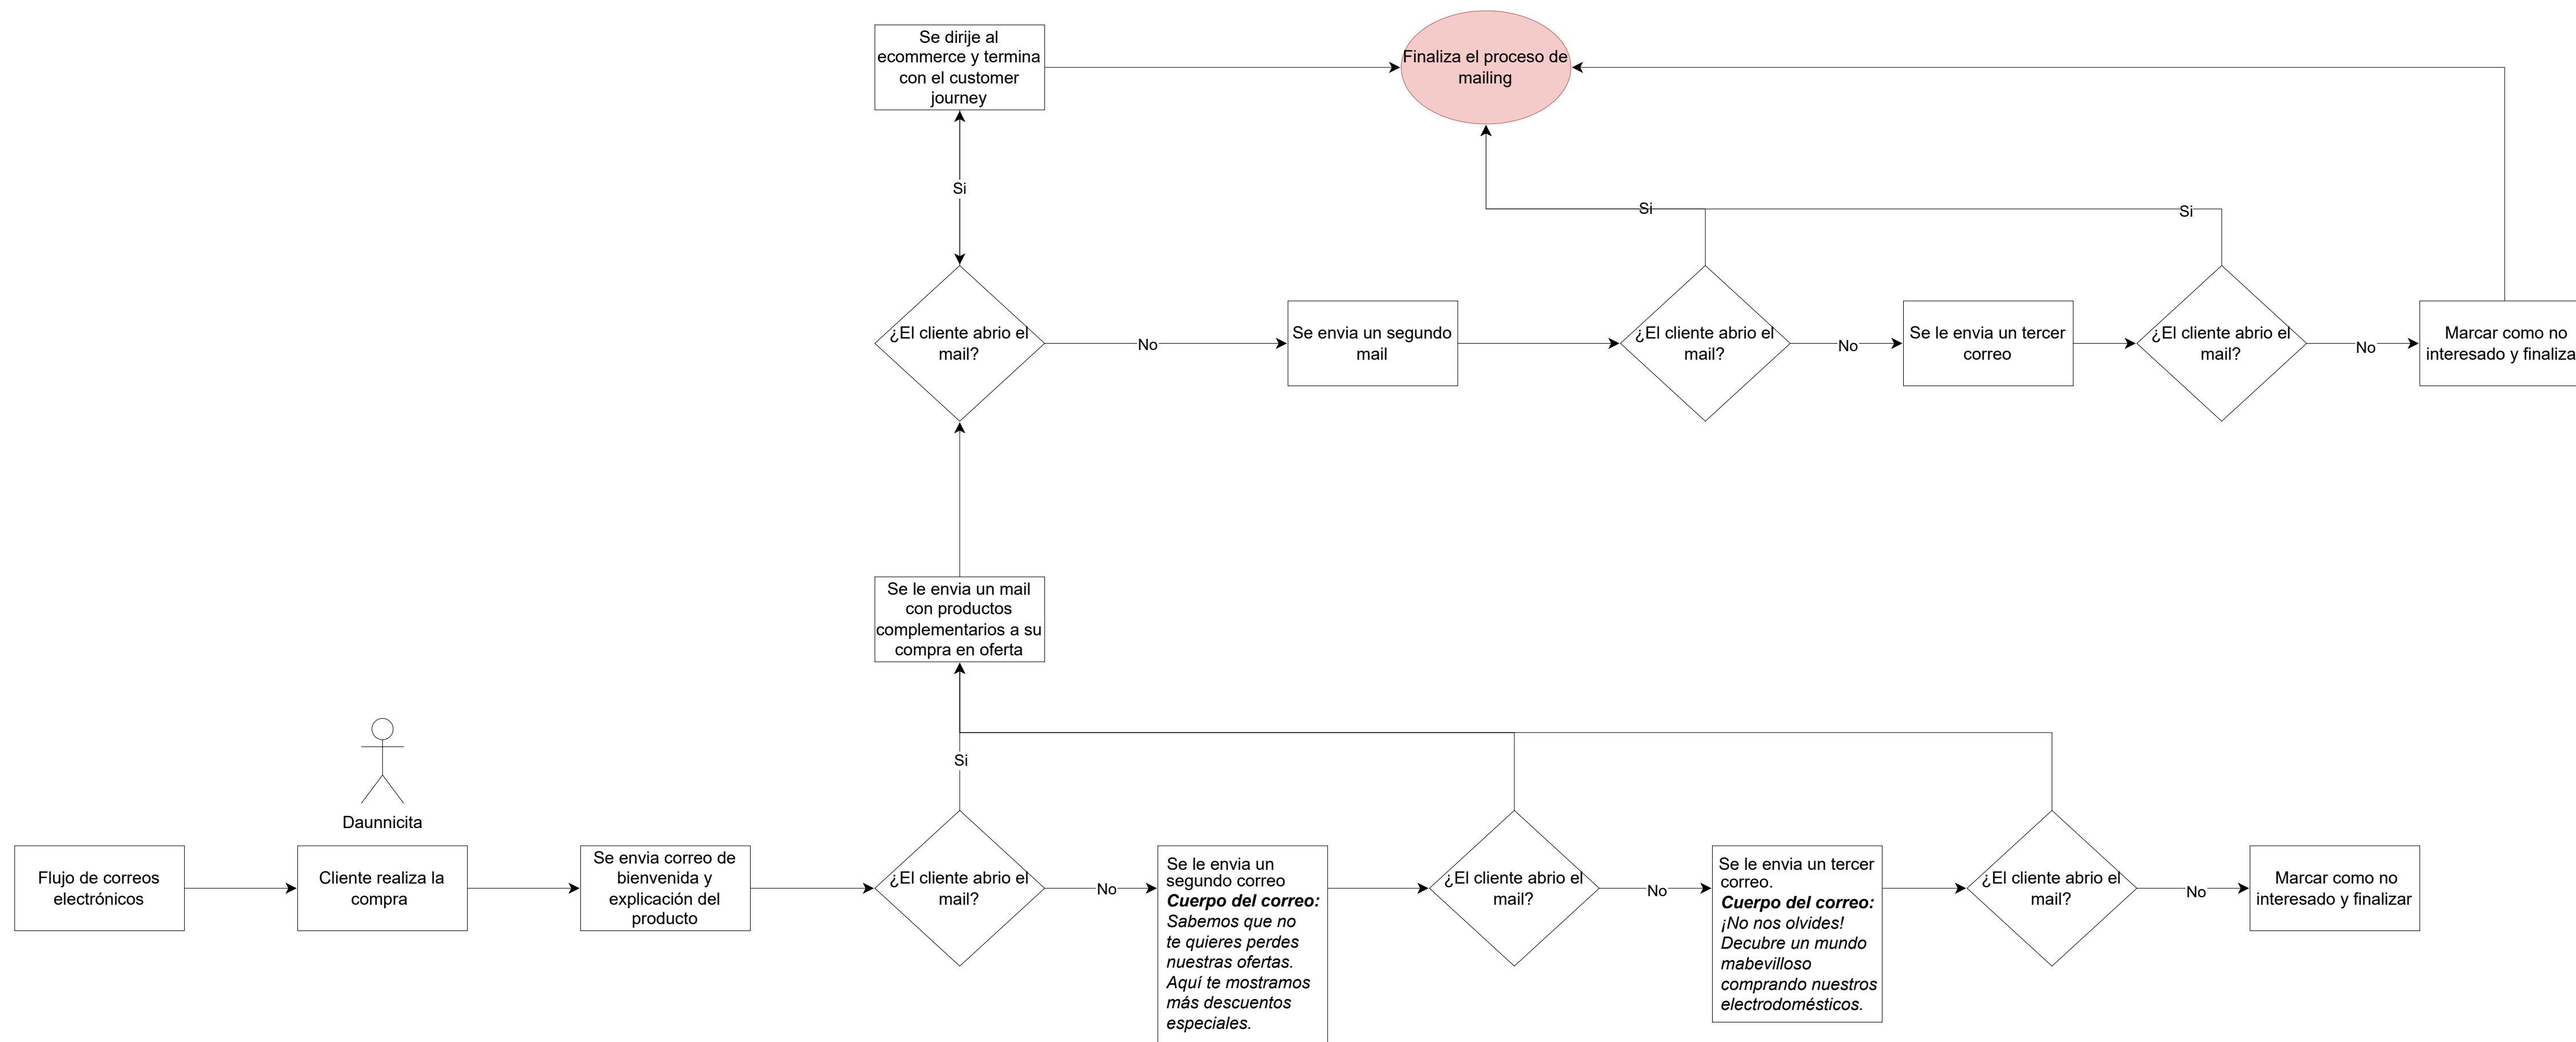 Se dirije al
ecommerce y termina
con el customer
journey
Finaliza el proceso de
mailing
Si
Si
Si
¿El cliente abrio el
mail?
No
Se envia un segundo
mail
¿El cliente abrio el
mail?
No
Se le envia un tercer
correo
¿El cliente abrio el
mail?
No
Marcar como no
interesado y finaliza
Se le envia un mail
con productos
complementarios a su
compra en oferta
Si
Daunnicita
Flujo de correos
electrónicos
Cliente realiza la
compra
Se envia correo de
bienvenida y
explicación del
producto
¿El cliente abrio el
mail?
No
Se le envia un
segundo correo
Cuerpo del correo:
Sabemos que no
te quieres perdes
nuestras ofertas.
Aquí te mostramos
más descuentos
especiales.
¿El cliente abrio el
mail?
No
Se le envia un tercer
correo.
Cuerpo del correo:
¡No nos olvides!
Decubre un mundo
mabevilloso
comprando nuestros
electrodomésticos.
¿El cliente abrio el
mail?
No
Marcar como no
interesado y finalizar